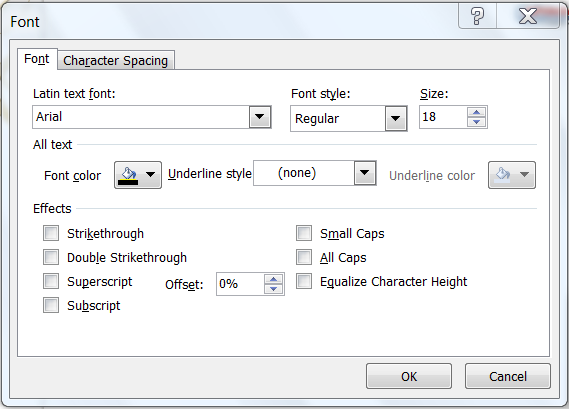 Font
Font Character Spacing
Latin text font: Font style: Size:
Arial Regular 18
All text
Font color Underline style (none) Underline color
Effects
Strikethrough Small Caps
Double Strikethrough All Caps
Superscript Offset: 0% Equalize Character Height
Subscript
OK Cancel